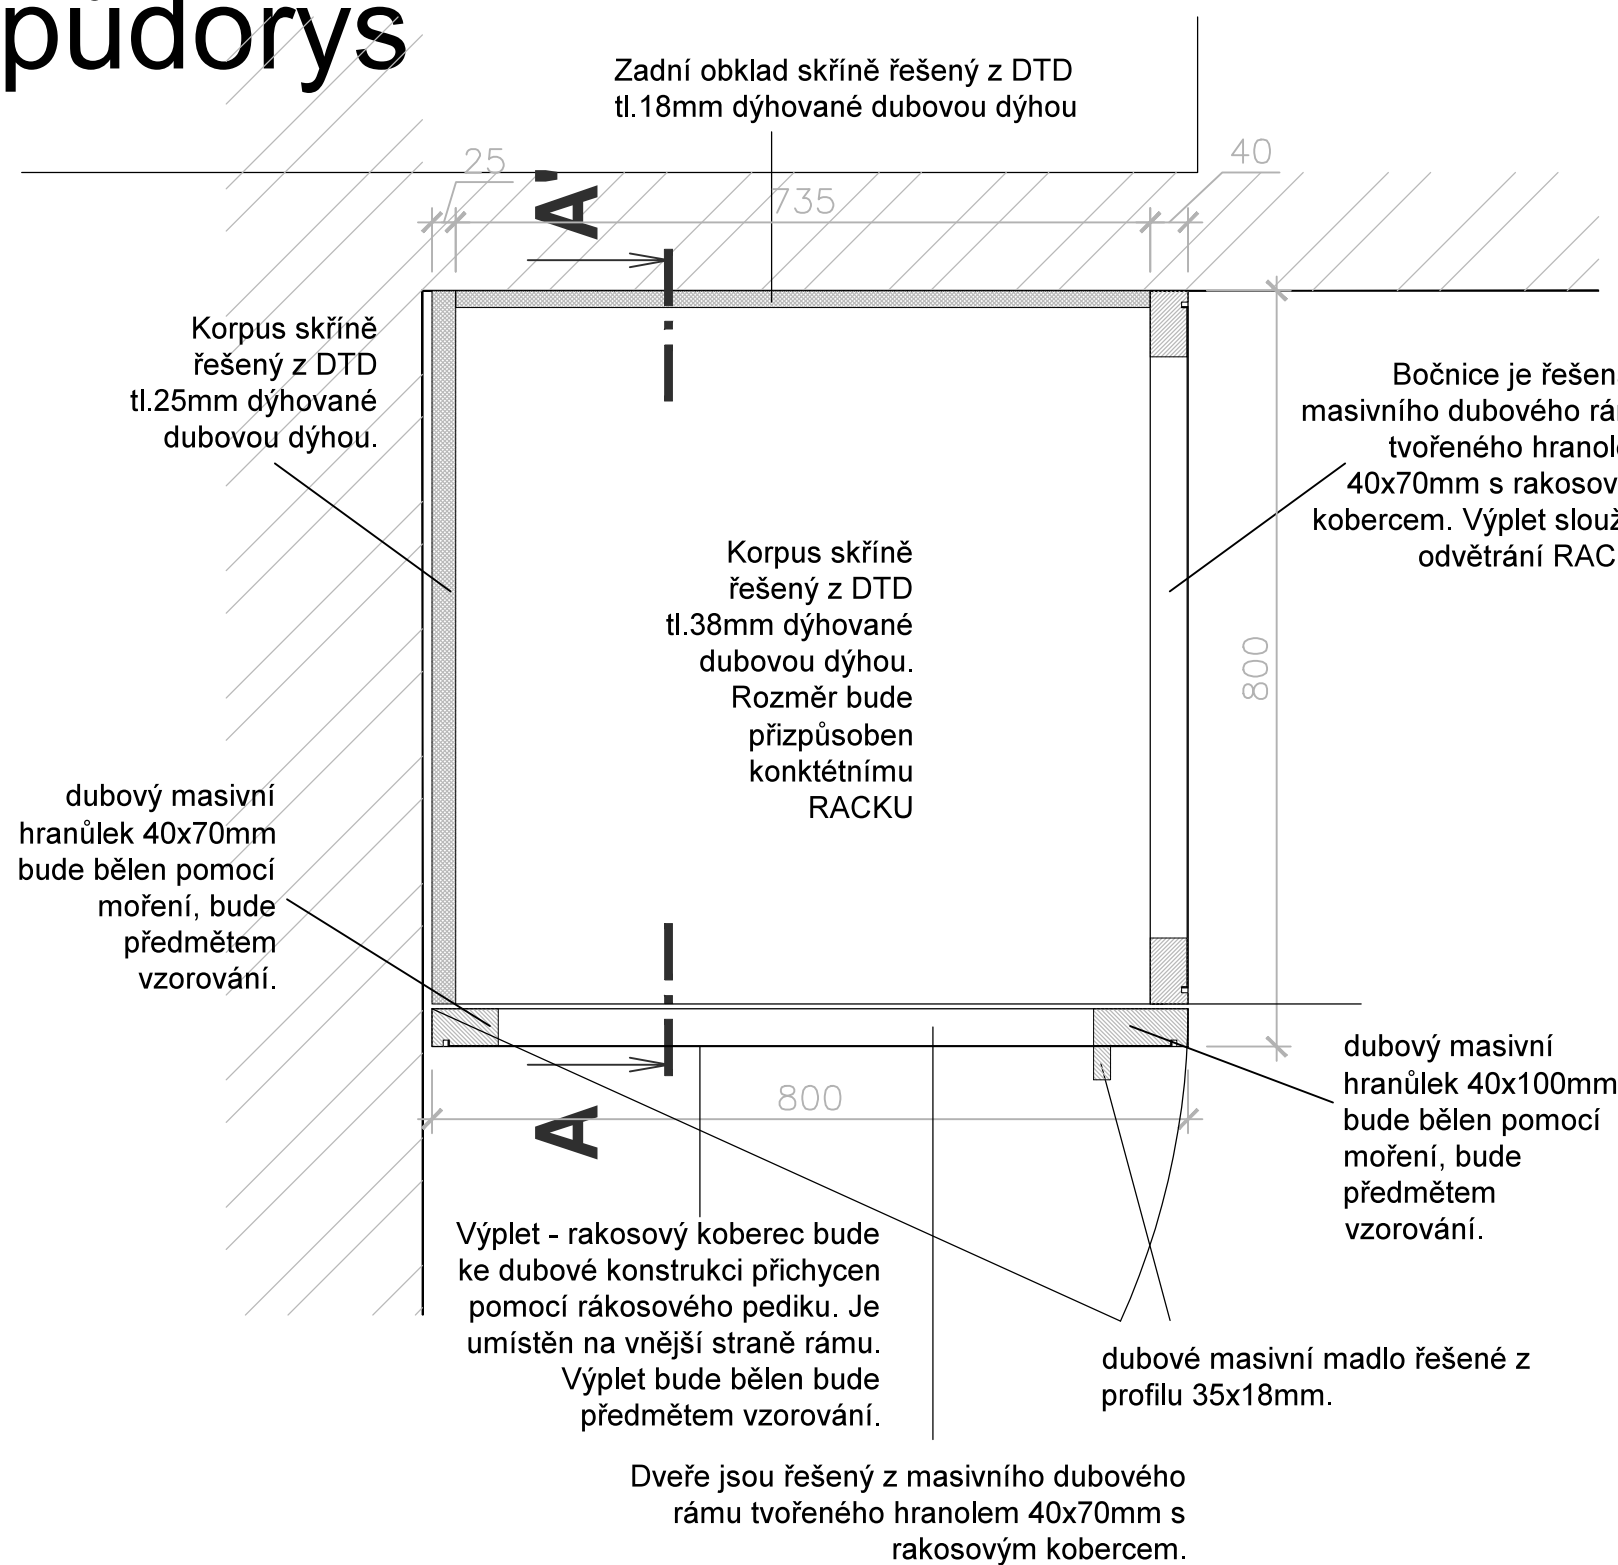 půdorys
Zadní obklad skříně řešený z DTD
tl.18mm dýhované dubovou dýhou
25
40
A'
735
Korpus skříně
řešený z DTD
tl.25mm dýhované
dubovou dýhou.
Bočnice je řešen
masivního dubového
tvořeného
40x70mm s
kobercem. Výplet
odvětrání
Korpus skříně
řešený z DTD
tl.38mm dýhované
dubovou dýhou.
Rozměr bude
přizpůsoben
konktétnímu
RACKU
800
dubový masivní
hranůlek 40x70mm
bude bělen pomocí
moření, bude
předmětem
vzorování.
dubový masivní
hranůlek 40x100mm
bude bělen pomocí
moření, bude
předmětem
vzorování.
800
A
Výplet - rakosový koberec bude
ke dubové konstrukci přichycen
pomocí rákosového pediku. Je
umístěn na vnější straně rámu.
Výplet bude bělen bude
předmětem vzorování.
dubové masivní madlo řešené z
profilu 35x18mm.
Dveře jsou řešený z masivního dubového
rámu tvořeného hranolem 40x70mm s
rakosovým kobercem.